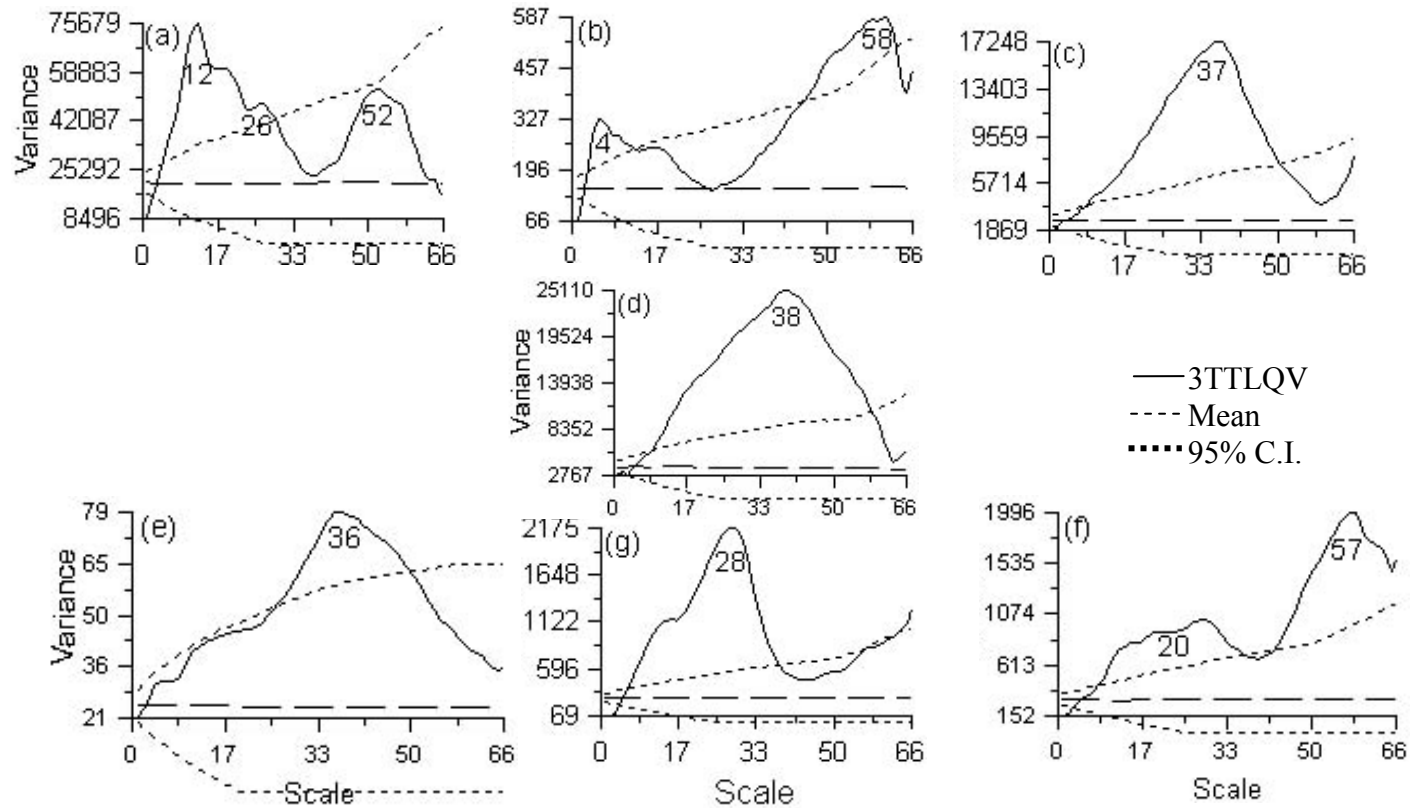 75679
58883
42087
25292
8496
Variance
(a)
12
26
52
0 17 33 50 66
587
457
327
196
66
(b)
4
58
0 17 33 50 66
17248
13403
9559
5714
1869
(c)
37
0 17 33 50 66
25110
19524
13938
8352
2767
Variance
(d)
38
0 17 33 50 66
3TTLQV
Mean
95% C.I.
79
65
50
36
21
Variance
(e)
36
0 17 33 50 66
Scale
2175
1648
1122
596
69
(g)
28
0 17 33 50 66
Scale
1996
1535
1074
613
152
(f)
20
57
0 17 33 50 66
Scale